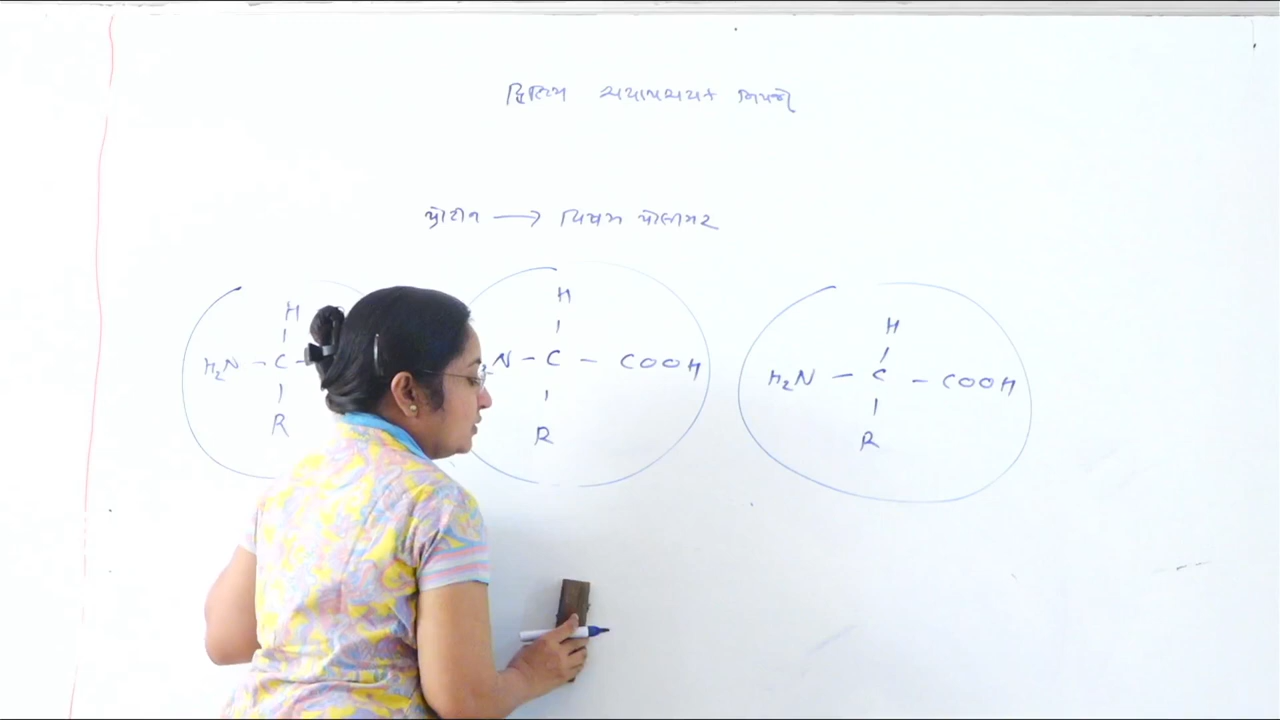 દ્વિતિય ચયાપચયક નિપજો
પ્રોટીન → વિષમ પોલીમર
H H H
H₂N – C – N – C – COOH H₂N – C – COOH
R R R